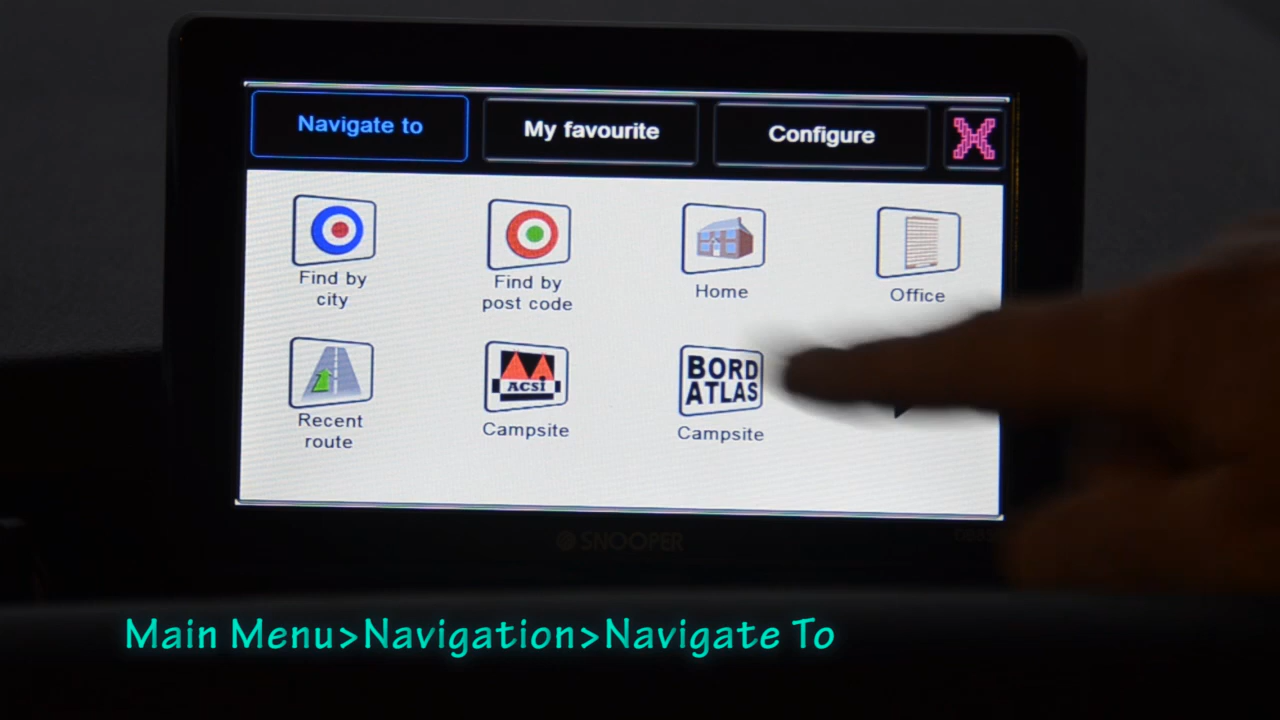 Navigate to
My favourite
Configure
Find by
city
Find by
post code
Home
Office
Recent
route
ACSI
Campsite
BORD
ATLAS
Campsite
SNOOPER
Main Menu>Navigation>Navigate To